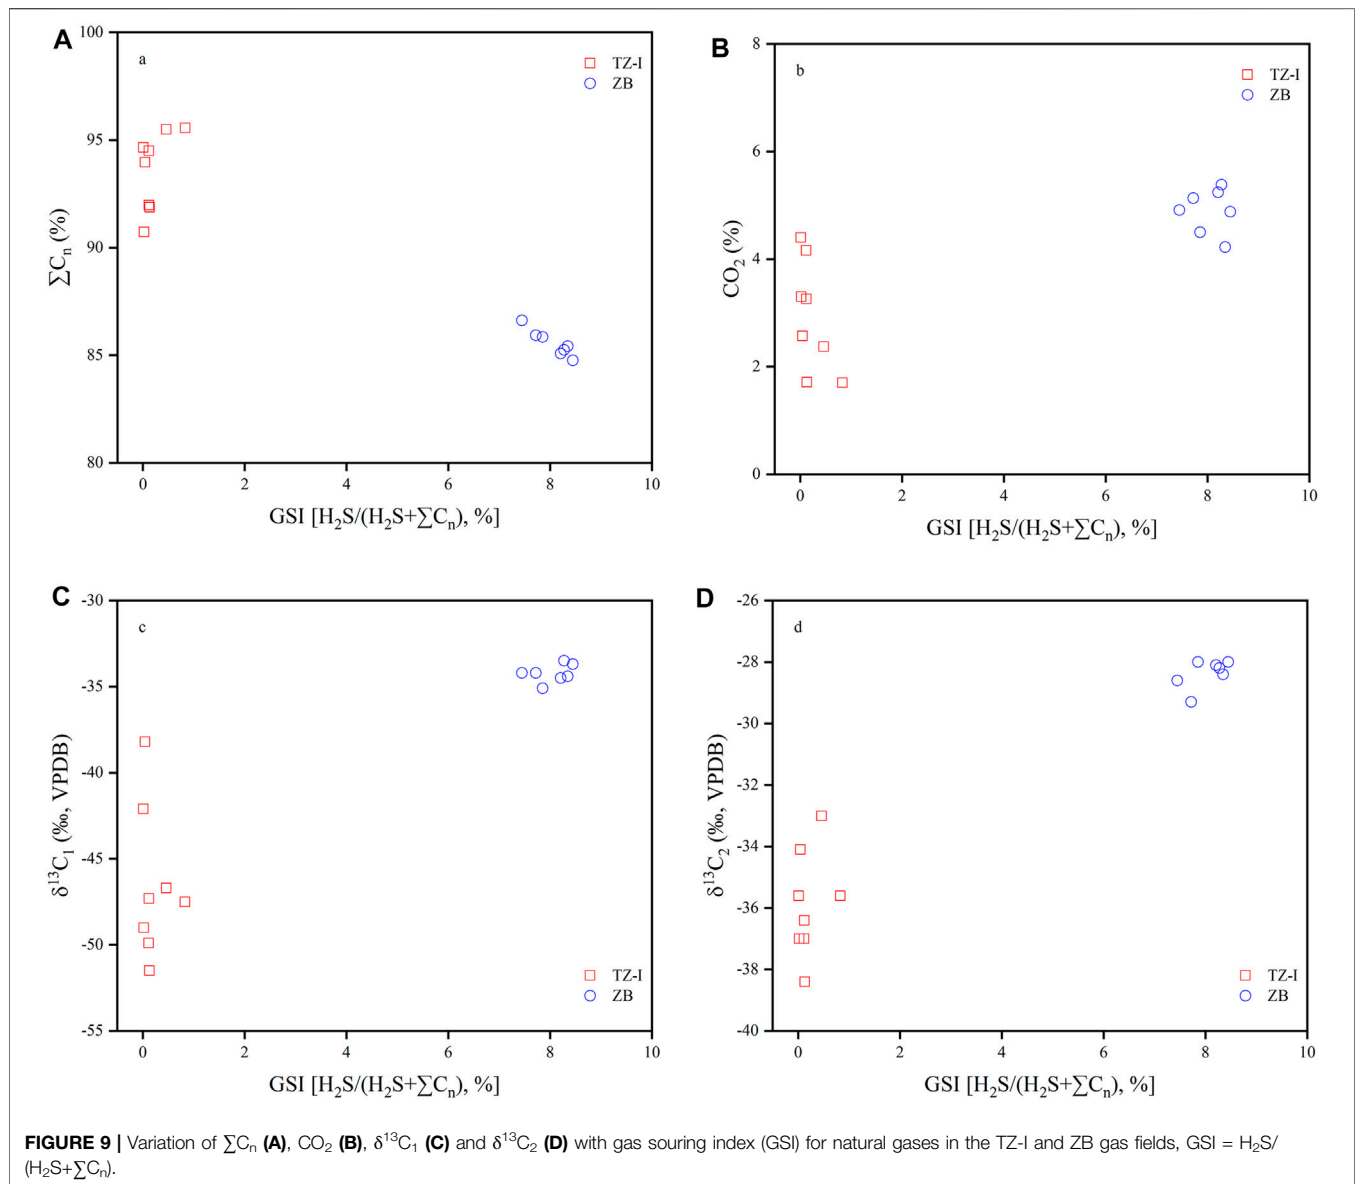 A
a
TZ-I
ZB
100
95
90
85
80
∑Cₙ (%)
0 2 4 6 8 10
GSI [H₂S/(H₂S+∑Cₙ), %]
B
b
TZ-I
ZB
8
6
4
2
0
CO₂ (%)
0 2 4 6 8 10
GSI [H₂S/(H₂S+∑Cₙ), %]
C
c
-30
-35
-40
-45
-50
-55
δ¹³C₁ (‰, VPDB)
TZ-I
ZB
0 2 4 6 8 10
GSI [H₂S/(H₂S+∑Cₙ), %]
D
d
-26
-28
-30
-32
-34
-36
-38
-40
δ¹³C₂ (‰, VPDB)
TZ-I
ZB
0 2 4 6 8 10
GSI [H₂S/(H₂S+∑Cₙ), %]
FIGURE 9 | Variation of ∑Cₙ (A), CO₂ (B), δ¹³C₁ (C) and δ¹³C₂ (D) with gas souring index (GSI) for natural gases in the TZ-I and ZB gas fields, GSI = H₂S/
(H₂S+∑Cₙ).